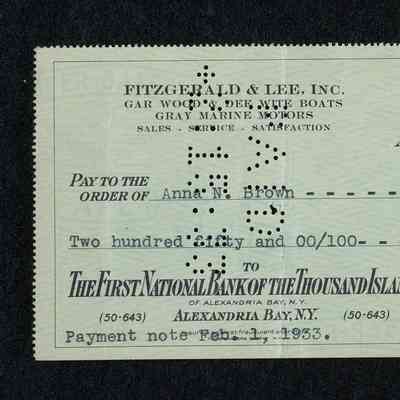 FITZGERALD & LEE, INC.
GAR WOOD & DEE WITE BOATS
GRAY MARINE MOTORS
SALES - SERVICE - SATISFACTION
PAY TO THE
ORDER OF Anna N. Brown - - - - - -
Two hundred fifty and 00/100- - -
TO
THE FIRST NATIONAL BANK OF THE THOUSAND ISLA
OF ALEXANDRIA BAY, N.Y.
(50-643) ALEXANDRIA BAY, N.Y. (50-643)
Payment note Feb. 1, 1933.